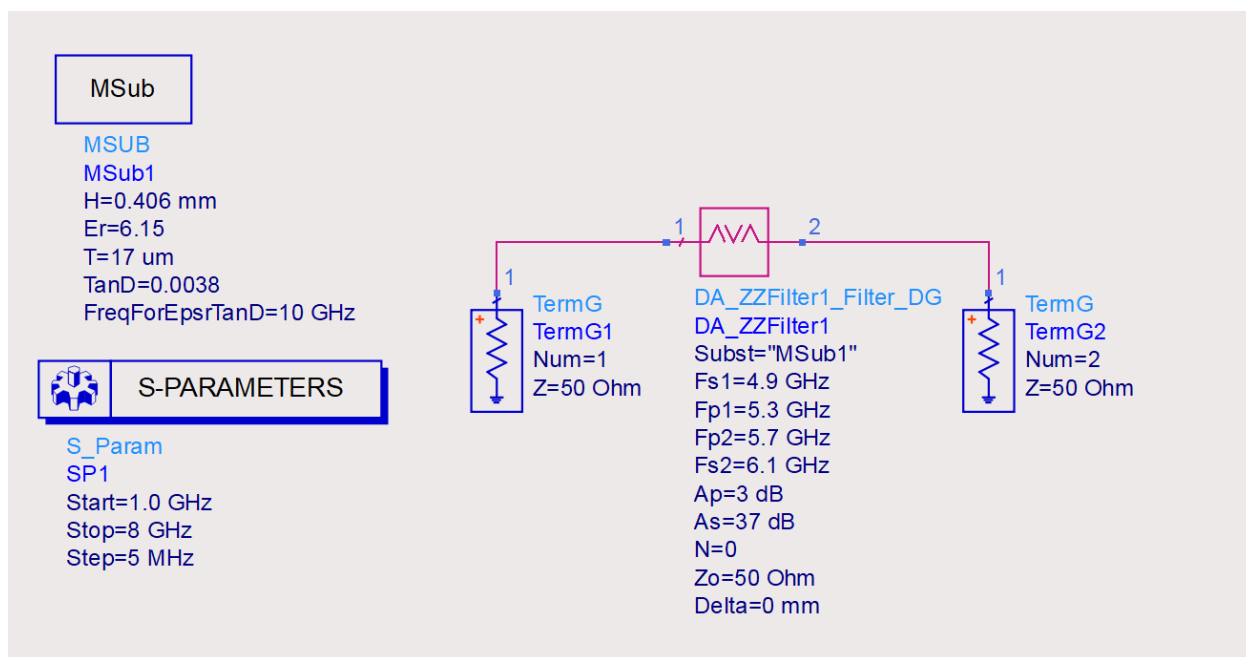 MSub
MSUB
MSub1
H=0.406 mm
Er=6.15
T=17 um
TanD=0.0038
FreqForEpsrTanD=10 GHz
S-PARAMETERS
S_Param
SP1
Start=1.0 GHz
Stop=8 GHz
Step=5 MHz
1
TermG
TermG1
Num=1
Z=50 Ohm
1
2
DA_ZZFilter1_Filter_DG
DA_ZZFilter1
Subst="MSub1"
Fs1=4.9 GHz
Fp1=5.3 GHz
Fp2=5.7 GHz
Fs2=6.1 GHz
Ap=3 dB
As=37 dB
N=0
Zo=50 Ohm
Delta=0 mm
1
TermG
TermG2
Num=2
Z=50 Ohm